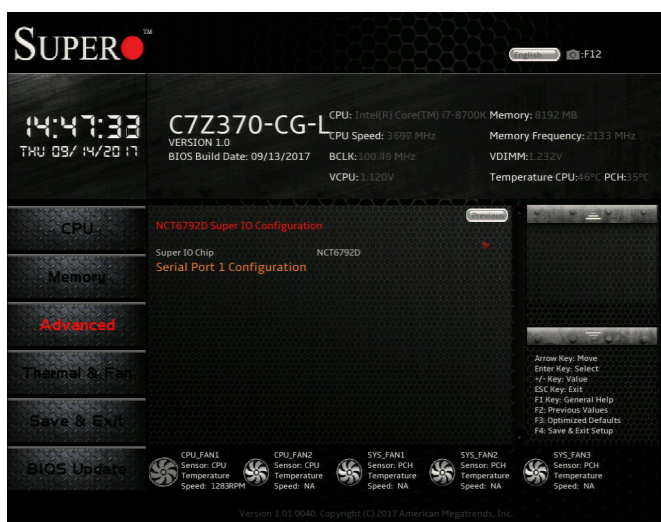 SUPER
TM
English :F12
14:47:33
THU 09/ 14/2017
C7Z370-CG-L
VERSION 1.0
BIOS Build Date: 09/13/2017
CPU: Intel(R) Core(TM) i7-8700K
CPU Speed: 3698 MHz
BCLK:100.48 MHz
VCPU:1.120V
Memory: 8192 MB
Memory Frequency: 2133 MHz
VDIMM:1.232V
Temperature CPU:46°C PCH:35°C
CPU
Memory
Advanced
Thermal & Fan
Save & Exit
BIOS Update
NCT6792D Super IO Configuration
Previous
Super IO Chip NCT6792D
Serial Port 1 Configuration
Arrow Key: Move
Enter Key: Select
+/- Key: Value
ESC Key: Exit
F1 Key: General Help
F2: Previous Values
F3: Optimized Defaults
F4: Save & Exit Setup
CPU_FAN1
Sensor: CPU
Temperature
Speed: 1283RPM
CPU_FAN2
Sensor: CPU
Temperature
Speed: NA
SYS_FAN1
Sensor: PCH
Temperature
Speed: NA
SYS_FAN2
Sensor: PCH
Temperature
Speed: NA
SYS_FAN3
Sensor: PCH
Temperature
Speed: NA
Version 1.01.0040. Copyright (C) 2017 American Megatrends, Inc.